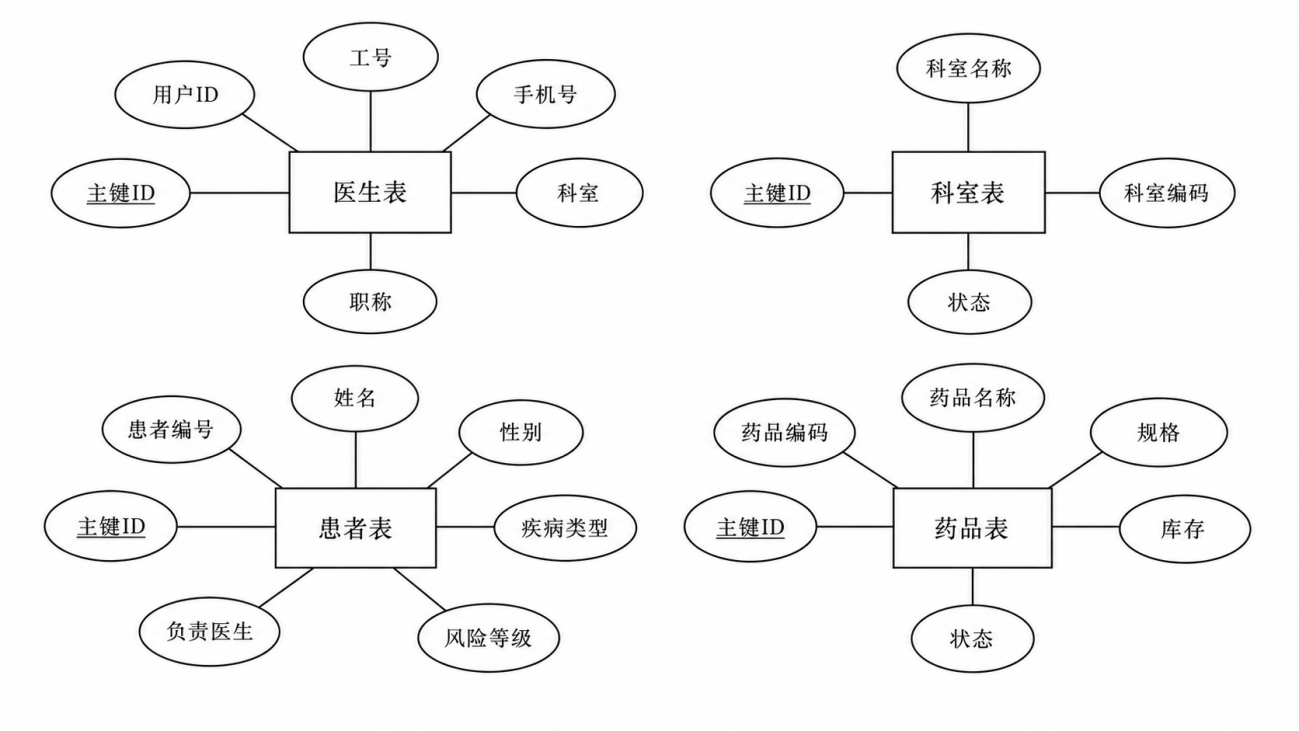 工号
用户ID
手机号
主键ID
医生表
科室
职称
科室名称
主键ID
科室表
科室编码
状态
姓名
患者编号
性别
主键ID
患者表
疾病类型
负责医生
风险等级
药品名称
药品编码
规格
主键ID
药品表
库存
状态